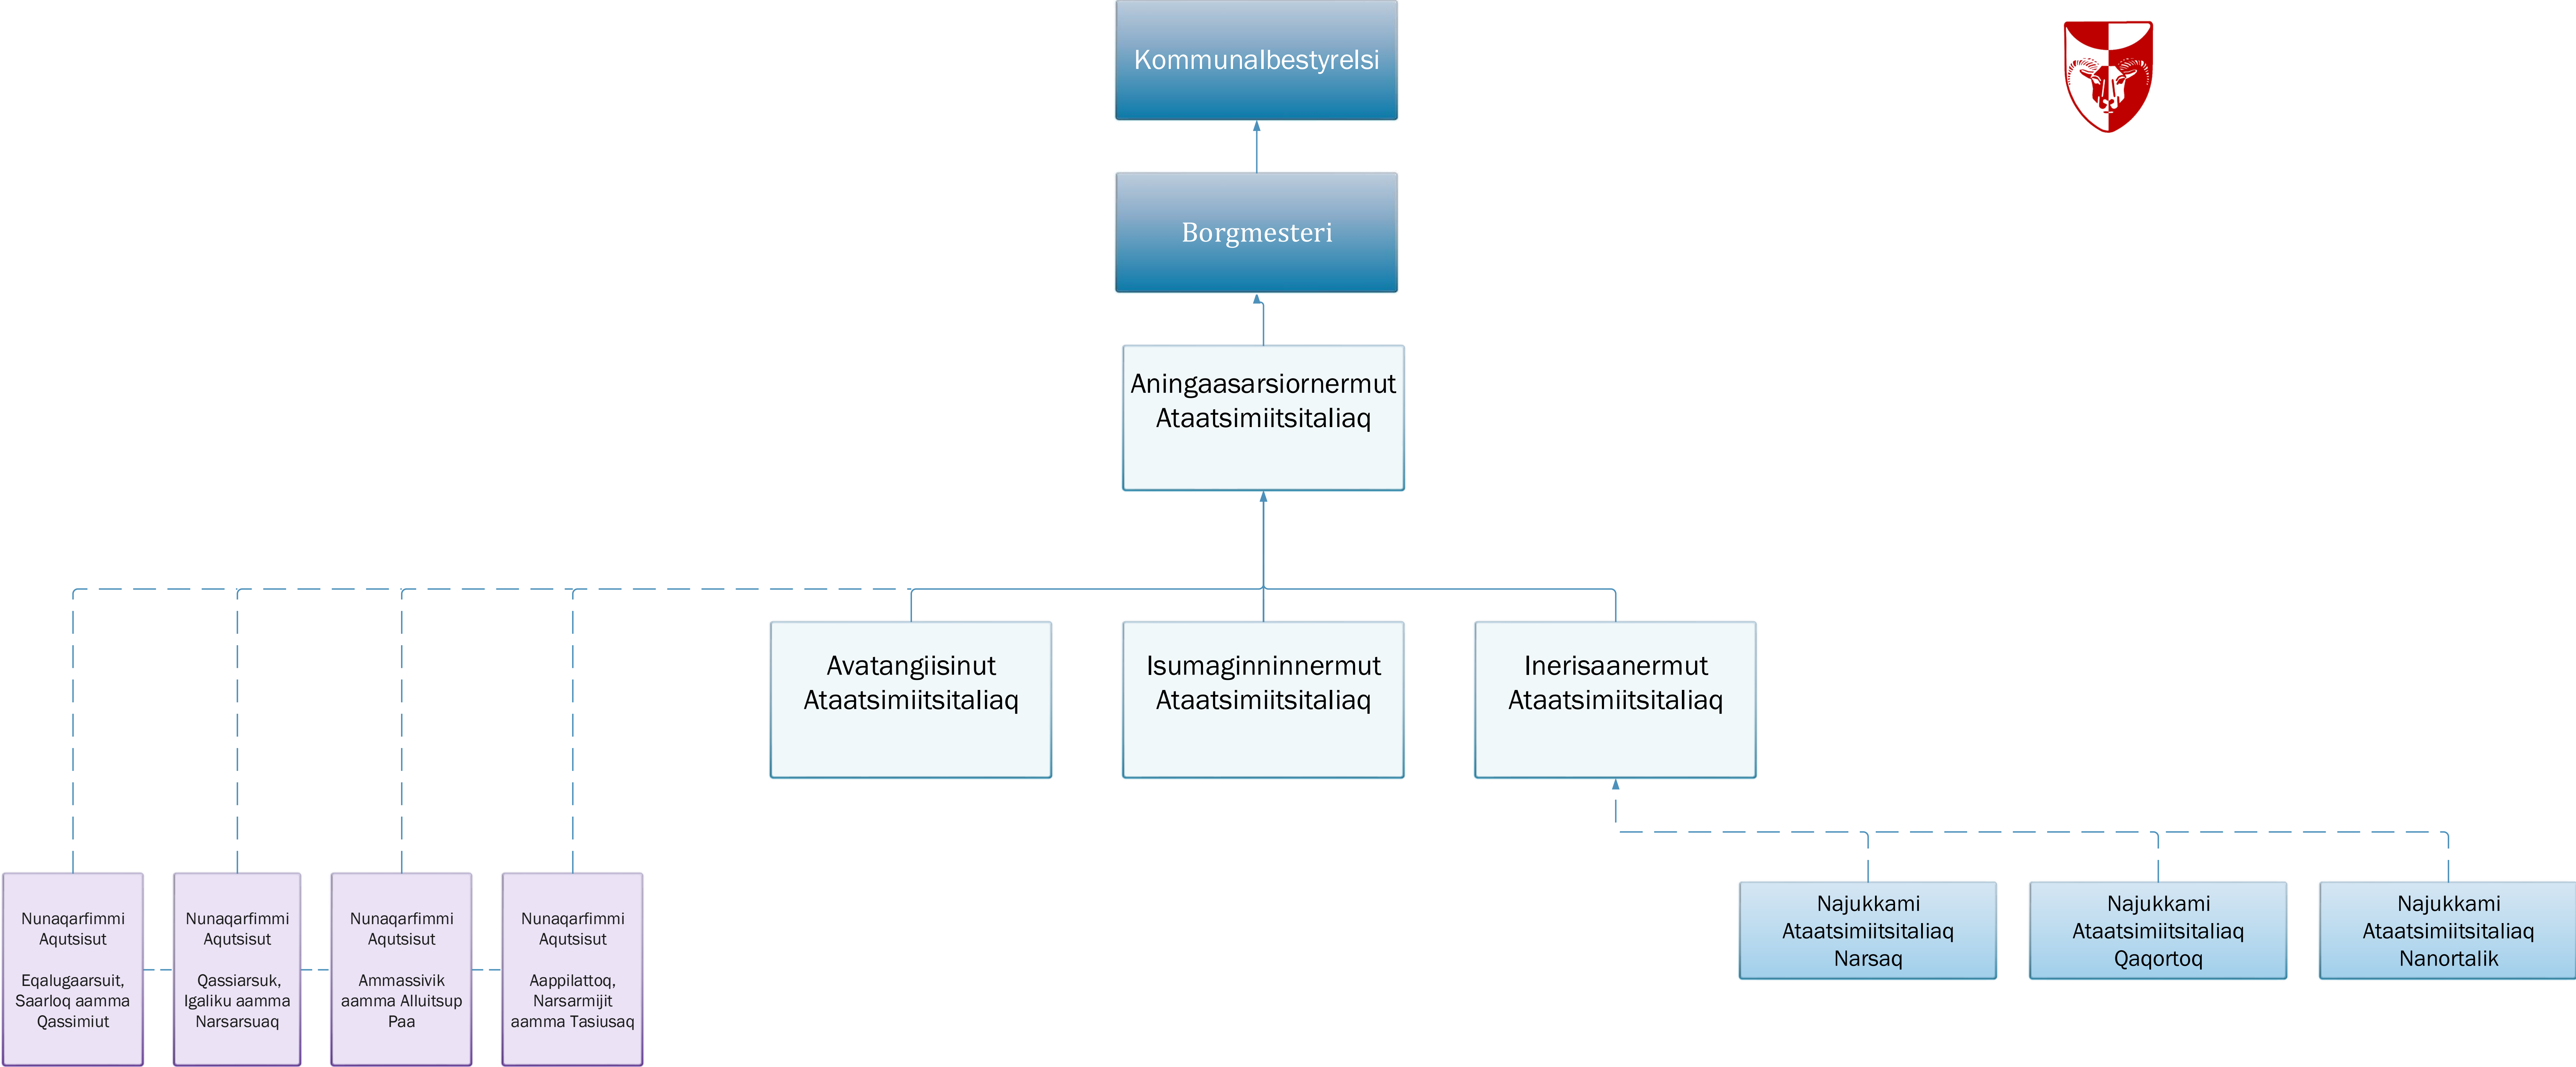 Kommunalbestyrelsi
Borgmesteri
Aningaasarsiornermut
Ataatsimiitsitaliaq
Avatangiisinut
Ataatsimiitsitaliaq
Isumaginninnermut
Ataatsimiitsitaliaq
Inerisaanermut
Ataatsimiitsitaliaq
Nunaqarfimmi
Aqutsisut
Eqalugaarsuit,
Saarloq aamma
Qassimiut
Nunaqarfimmi
Aqutsisut
Qassiarsuk,
Igaliku aamma
Narsarsuaq
Nunaqarfimmi
Aqutsisut
Ammassivik
aamma Alluitsup
Paa
Nunaqarfimmi
Aqutsisut
Aappilattoq,
Narsarmijit
aamma Tasiusaq
Najukkami
Ataatsimiitsitaliaq
Narsaq
Najukkami
Ataatsimiitsitaliaq
Qaqortoq
Najukkami
Ataatsimiitsitaliaq
Nanortalik